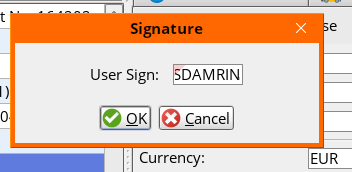 Signature
User Sign: SDAMRIN
OK Cancel
Currency: EUR